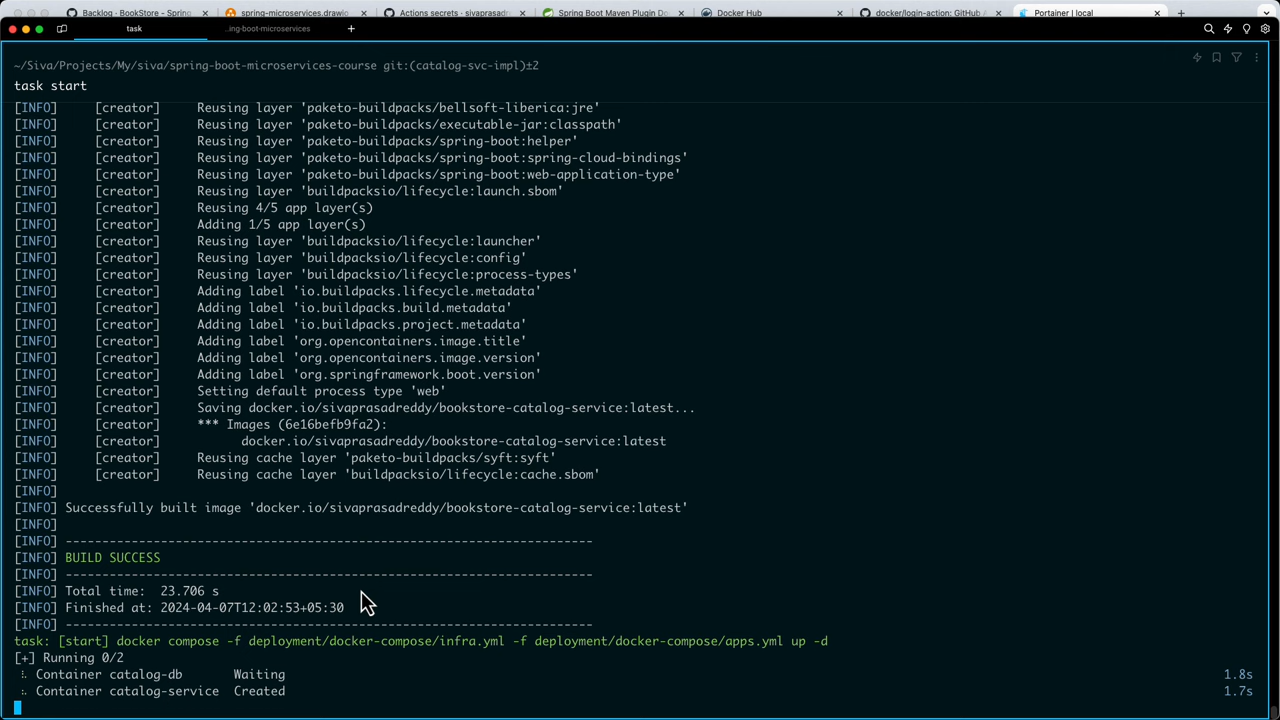 Backlog · BookStore – Spring
spring-microservices.drawio
Actions secrets · sivaprasadr
Spring Boot Maven Plugin Do
Docker Hub
docker/login-action: GitHub A
Portainer | local
task
..ing-boot-microservices
~/Siva/Projects/My/siva/spring-boot-microservices-course git:(catalog-svc-impl)±2
task start
[INFO] [creator] Reusing layer 'paketo-buildpacks/bellsoft-liberica:jre'
[INFO] [creator] Reusing layer 'paketo-buildpacks/executable-jar:classpath'
[INFO] [creator] Reusing layer 'paketo-buildpacks/spring-boot:helper'
[INFO] [creator] Reusing layer 'paketo-buildpacks/spring-boot:spring-cloud-bindings'
[INFO] [creator] Reusing layer 'paketo-buildpacks/spring-boot:web-application-type'
[INFO] [creator] Reusing layer 'buildpacksio/lifecycle:launch.sbom'
[INFO] [creator] Reusing 4/5 app layer(s)
[INFO] [creator] Adding 1/5 app layer(s)
[INFO] [creator] Reusing layer 'buildpacksio/lifecycle:launcher'
[INFO] [creator] Reusing layer 'buildpacksio/lifecycle:config'
[INFO] [creator] Reusing layer 'buildpacksio/lifecycle:process-types'
[INFO] [creator] Adding label 'io.buildpacks.lifecycle.metadata'
[INFO] [creator] Adding label 'io.buildpacks.build.metadata'
[INFO] [creator] Adding label 'io.buildpacks.project.metadata'
[INFO] [creator] Adding label 'org.opencontainers.image.title'
[INFO] [creator] Adding label 'org.opencontainers.image.version'
[INFO] [creator] Adding label 'org.springframework.boot.version'
[INFO] [creator] Setting default process type 'web'
[INFO] [creator] Saving docker.io/sivaprasadreddy/bookstore-catalog-service:latest...
[INFO] [creator] *** Images (6e16befb9fa2):
[INFO] [creator] docker.io/sivaprasadreddy/bookstore-catalog-service:latest
[INFO] [creator] Reusing cache layer 'paketo-buildpacks/syft:syft'
[INFO] [creator] Reusing cache layer 'buildpacksio/lifecycle:cache.sbom'
[INFO]
[INFO] Successfully built image 'docker.io/sivaprasadreddy/bookstore-catalog-service:latest'
[INFO]
[INFO] ------------------------------------------------------------------------
[INFO] BUILD SUCCESS
[INFO] ------------------------------------------------------------------------
[INFO] Total time: 23.706 s
[INFO] Finished at: 2024-04-07T12:02:53+05:30
[INFO] ------------------------------------------------------------------------
task: [start] docker compose -f deployment/docker-compose/infra.yml -f deployment/docker-compose/apps.yml up -d
[+] Running 0/2
Container catalog-db Waiting 1.8s
Container catalog-service Created 1.7s